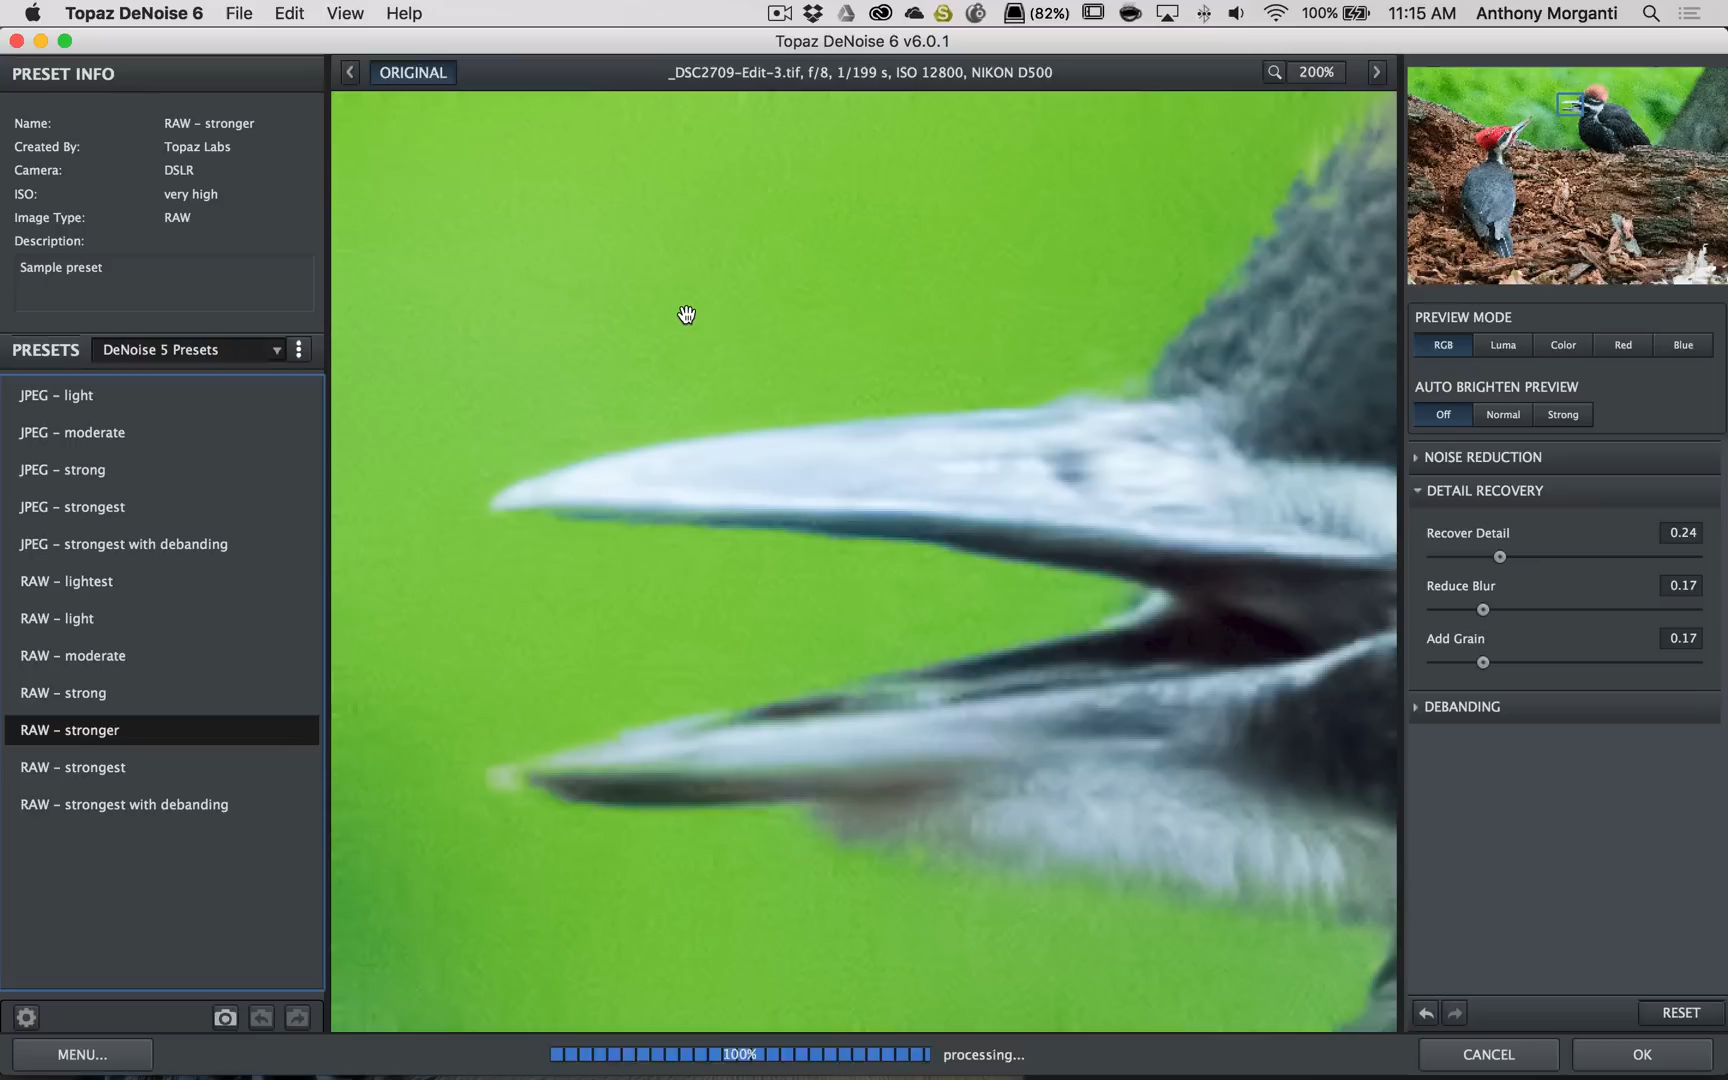 Topaz DeNoise 6 File Edit View Help (82%) 100% 11:15 AM Anthony Morganti
Topaz DeNoise 6 v6.0.1
PRESET INFO
Name: RAW – stronger
Created By: Topaz Labs
Camera: DSLR
ISO: very high
Image Type: RAW
Description:
Sample preset
PRESETS DeNoise 5 Presets
JPEG – light
JPEG – moderate
JPEG – strong
JPEG – strongest
JPEG – strongest with debanding
RAW – lightest
RAW – light
RAW – moderate
RAW – strong
RAW – stronger
RAW – strongest
RAW – strongest with debanding
MENU...
ORIGINAL _DSC2709-Edit-3.tif, f/8, 1/199 s, ISO 12800, NIKON D500 200%
100% processing...
PREVIEW MODE
RGB Luma Color Red Blue
AUTO BRIGHTEN PREVIEW
Off Normal Strong
NOISE REDUCTION
DETAIL RECOVERY
Recover Detail 0.24
Reduce Blur 0.17
Add Grain 0.17
DEBANDING
RESET
CANCEL OK